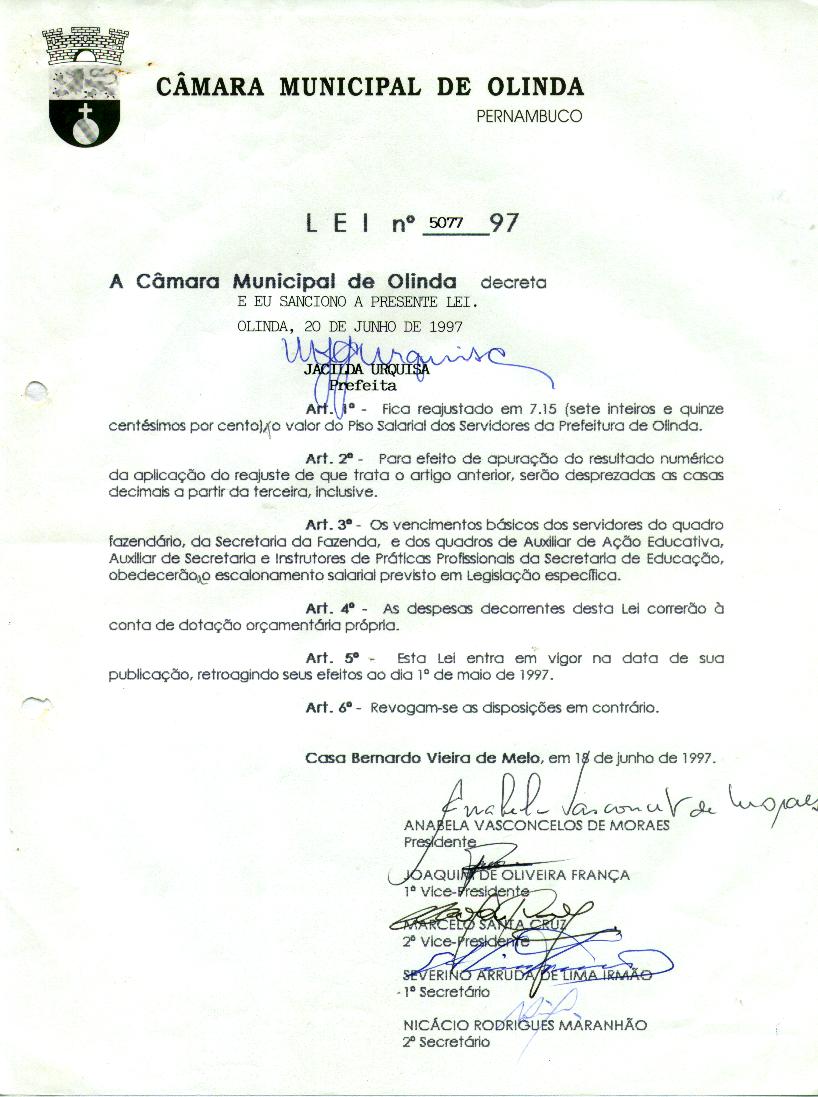 CÂMARA MUNICIPAL DE OLINDA
PERNAMBUCO
LEI nº 5077 97
A Câmara Municipal de Olinda decreta
E EU SANCIONO A PRESENTE LEI.
OLINDA, 20 DE JUNHO DE 1997
JACILDA URQUISA
Prefeita
Art. 1º - Fica reajustado em 7.15 (sete inteiros e quinze
centésimos por cento), o valor do Piso Salarial dos Servidores da Prefeitura de Olinda.
Art. 2º - Para efeito de apuração do resultado numérico
da aplicação do reajuste de que trata o artigo anterior, serão desprezadas as casas
decimais a partir da terceira, inclusive.
Art. 3º - Os vencimentos básicos dos servidores do quadro
fazendário, da Secretaria da Fazenda, e dos quadros de Auxiliar de Ação Educativa,
Auxiliar de Secretaria e Instrutores de Práticas Profissionais da Secretaria de Educação,
obedecerão o escalonamento salarial previsto em Legislação específica.
Art. 4º - As despesas decorrentes desta Lei correrão à
conta de dotação orçamentária própria.
Art. 5º - Esta Lei entra em vigor na data de sua
publicação, retroagindo seus efeitos ao dia 1º de maio de 1997.
Art. 6º - Revogam-se as disposições em contrário.
Casa Bernardo Vieira de Melo, em 18 de junho de 1997.
Anabela Vasconcelos de Moraes
ANABELA VASCONCELOS DE MORAES
Presidente
JOAQUIM DE OLIVEIRA FRANÇA
1º Vice-Presidente
MARCELO SANTA CRUZ
2º Vice-Presidente
SEVERINO ARRUDA DE LIMA IRMÃO
1º Secretário
NICÁCIO RODRIGUES MARANHÃO
2º Secretário